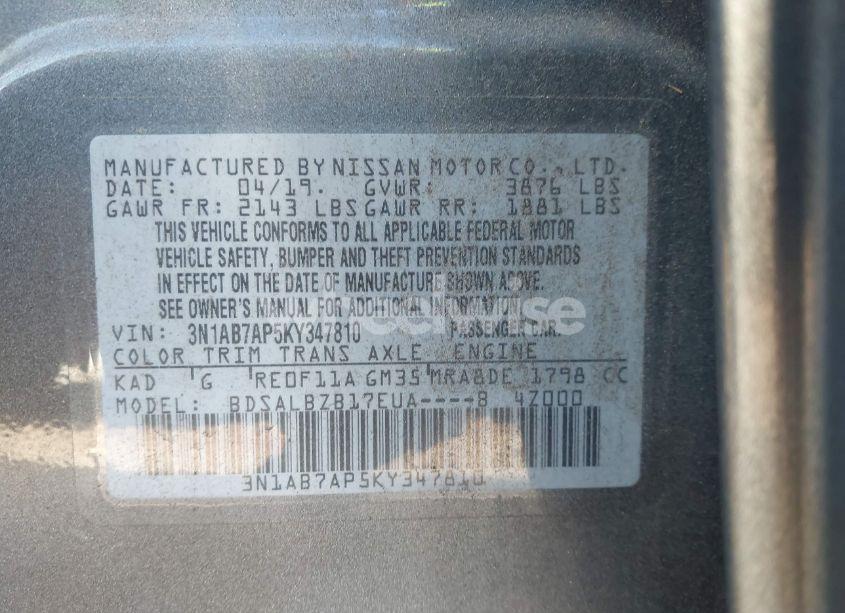 MANUFACTURED BY NISSAN MOTOR CO., LTD.
DATE: 04/19. GVWR: 3876 LBS
GAWR FR: 2143 LBS GAWR RR: 1881 LBS
THIS VEHICLE CONFORMS TO ALL APPLICABLE FEDERAL MOTOR
VEHICLE SAFETY, BUMPER AND THEFT PREVENTION STANDARDS
IN EFFECT ON THE DATE OF MANUFACTURE SHOWN ABOVE.
SEE OWNER'S MANUAL FOR ADDITIONAL INFORMATION.
VIN: 3N1AB7AP5KY347810 PASSENGER CAR.
COLOR TRIM TRANS AXLE ENGINE
KAD G RE0F11A GM35 MRA8DE 1798 CC
MODEL: BDSALBZB17EUA----8 4Z000
3N1AB7AP5KY347810